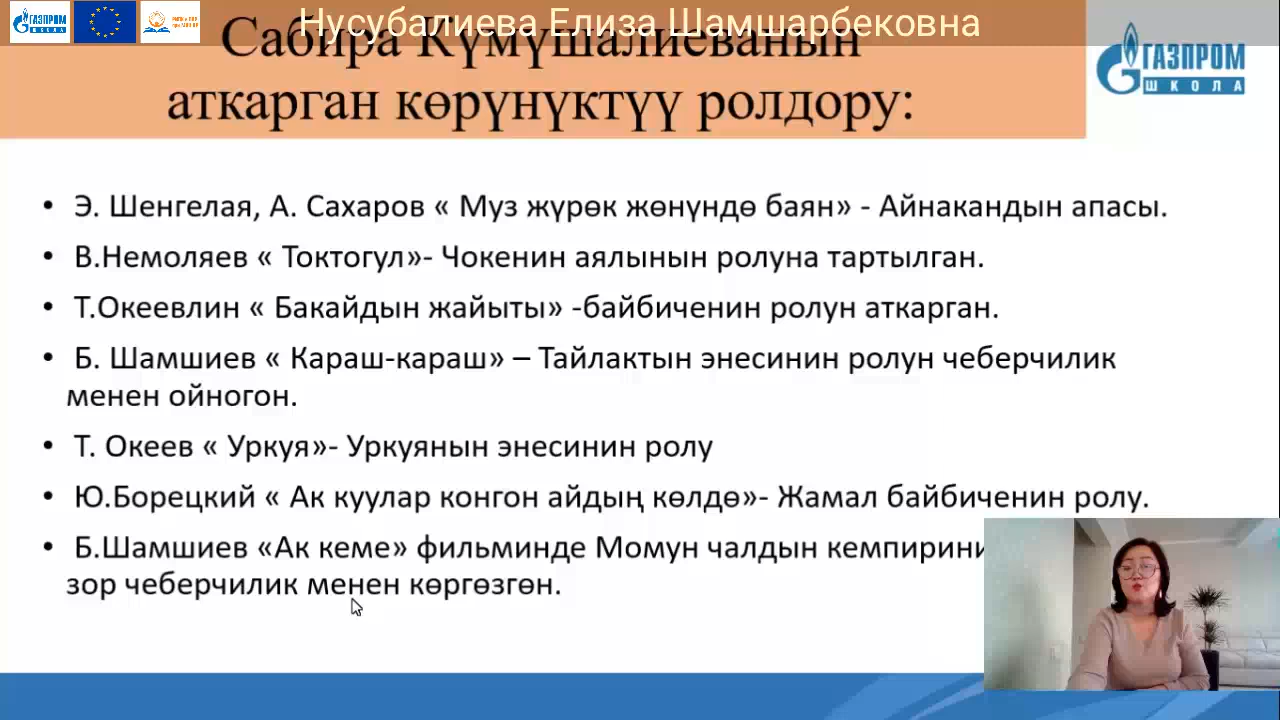 Нусубалиева Елиза Шамшарбековна
Сабира Күмүшалиеванын
аткарган көрүнүктүү ролдору:
ГАЗПРОМ
ШКОЛА
• Э. Шенгелая, А. Сахаров « Муз жүрөк жөнүндө баян» - Айнакандын апасы.
• В.Немоляев « Токтогул»- Чокенин аялынын ролуна тартылган.
• Т.Океевлин « Бакайдын жайыты» -байбиченин ролун аткарган.
• Б. Шамшиев « Караш-караш» – Тайлактын энесинин ролун чеберчилик
менен ойногон.
• Т. Океев « Уркуя»- Уркуянын энесинин ролу
• Ю.Борецкий « Ак куулар конгон айдың көлдө»- Жамал байбиченин ролу.
• Б.Шамшиев «Ак кеме» фильминде Момун чалдын кемпирини
зор чеберчилик менен көргөзгөн.